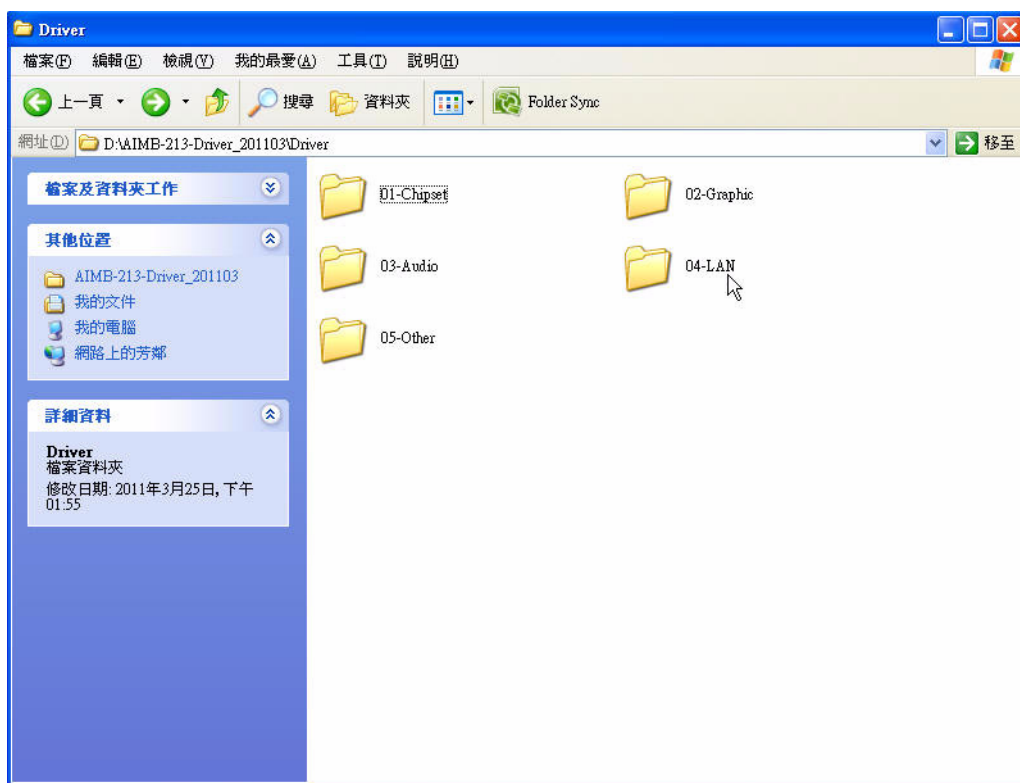 Driver
檔案(F) 編輯(E) 檢視(V) 我的最愛(A) 工具(T) 說明(H)
上一頁 搜尋 資料夾 Folder Sync
網址(D) D:\AIMB-213-Driver_201103\Driver 移至
檔案及資料夾工作
其他位置
AIMB-213-Driver_201103
我的文件
我的電腦
網路上的芳鄰
詳細資料
Driver
檔案資料夾
修改日期: 2011年3月25日, 下午
01:55
01-Chipset 02-Graphic
03-Audio 04-LAN
05-Other